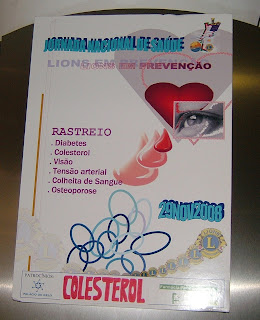 JORNADA NACIONAL DE SAÚDE
LIONS EM PREVENÇÃO
RASTREIO
. Diabetes
. Colesterol
. Visão
. Tensão arterial
. Colheita de Sangue
. Osteoporose
29NOV2008
L
PATROCÍNIOS
COLESTEROL